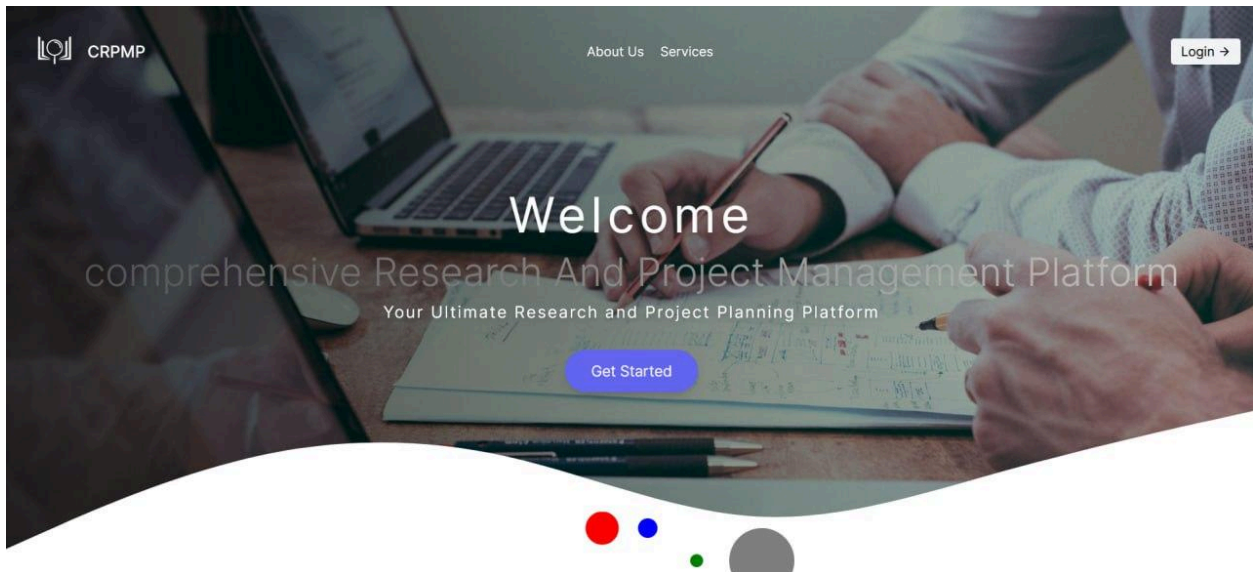 CRPMP
About Us Services
Login →
Welcome
comprehensive Research And Project Management Platform
Your Ultimate Research and Project Planning Platform
Get Started